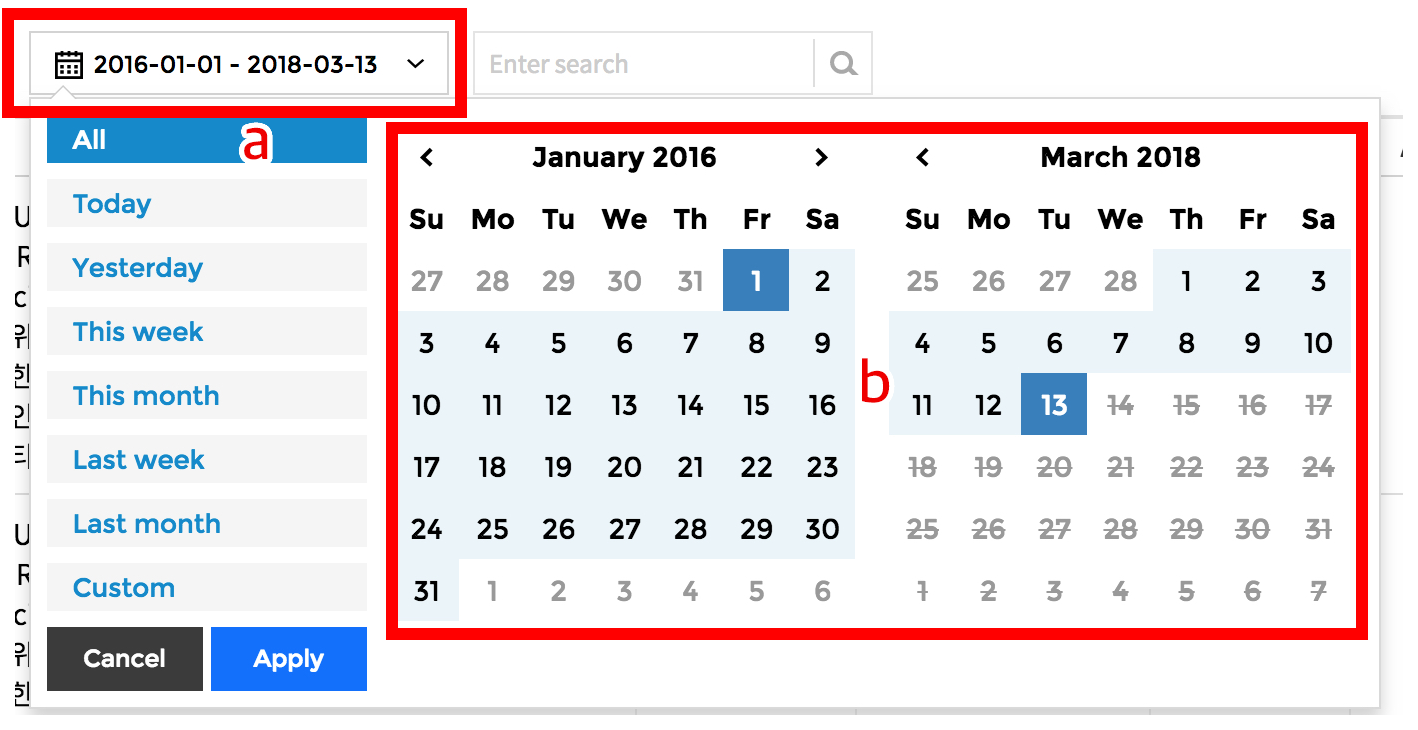 2016-01-01 - 2018-03-13
Enter search
a
All
Today
Yesterday
This week
This month
Last week
Last month
Custom
Cancel Apply
January 2016
Su Mo Tu We Th Fr Sa
27 28 29 30 31 1 2
3 4 5 6 7 8 9
10 11 12 13 14 15 16
17 18 19 20 21 22 23
24 25 26 27 28 29 30
31 1 2 3 4 5 6
b
March 2018
Su Mo Tu We Th Fr Sa
25 26 27 28 1 2 3
4 5 6 7 8 9 10
11 12 13 14 15 16 17
18 19 20 21 22 23 24
25 26 27 28 29 30 31
1 2 3 4 5 6 7